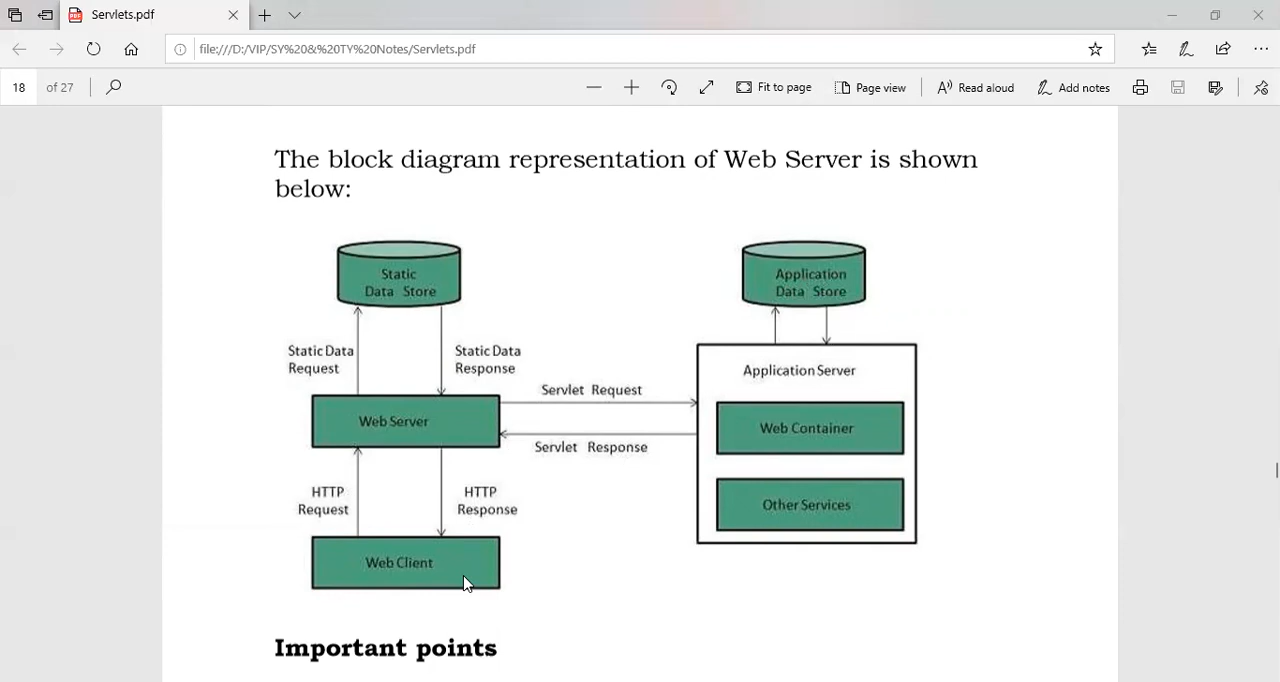 Servlets.pdf
file:///D:/VIP/SY%20&%20TY%20Notes/Servlets.pdf
18 of 27
Fit to page
Page view
Read aloud
Add notes
The block diagram representation of Web Server is shown
below:
Static
Data Store
Application
Data Store
Static Data
Request
Static Data
Response
Application Server
Servlet Request
Web Server
Web Container
Servlet Response
HTTP
Request
HTTP
Response
Other Services
Web Client
Important points